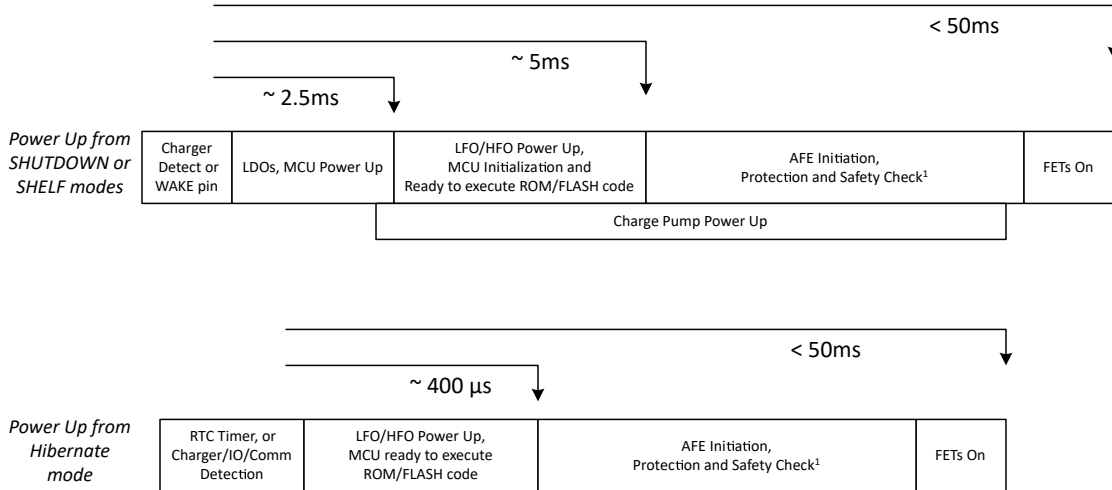 < 50ms
~ 5ms
~ 2.5ms
Power Up from
SHUTDOWN or
SHELF modes
Charger
Detect or
WAKE pin
LDOs, MCU Power Up
LFO/HFO Power Up,
MCU Initialization and
Ready to execute ROM/FLASH code
AFE Initiation,
Protection and Safety Check¹
FETs On
Charge Pump Power Up
< 50ms
~ 400 µs
Power Up from
Hibernate
mode
RTC Timer, or
Charger/IO/Comm
Detection
LFO/HFO Power Up,
MCU ready to execute
ROM/FLASH code
AFE Initiation,
Protection and Safety Check¹
FETs On